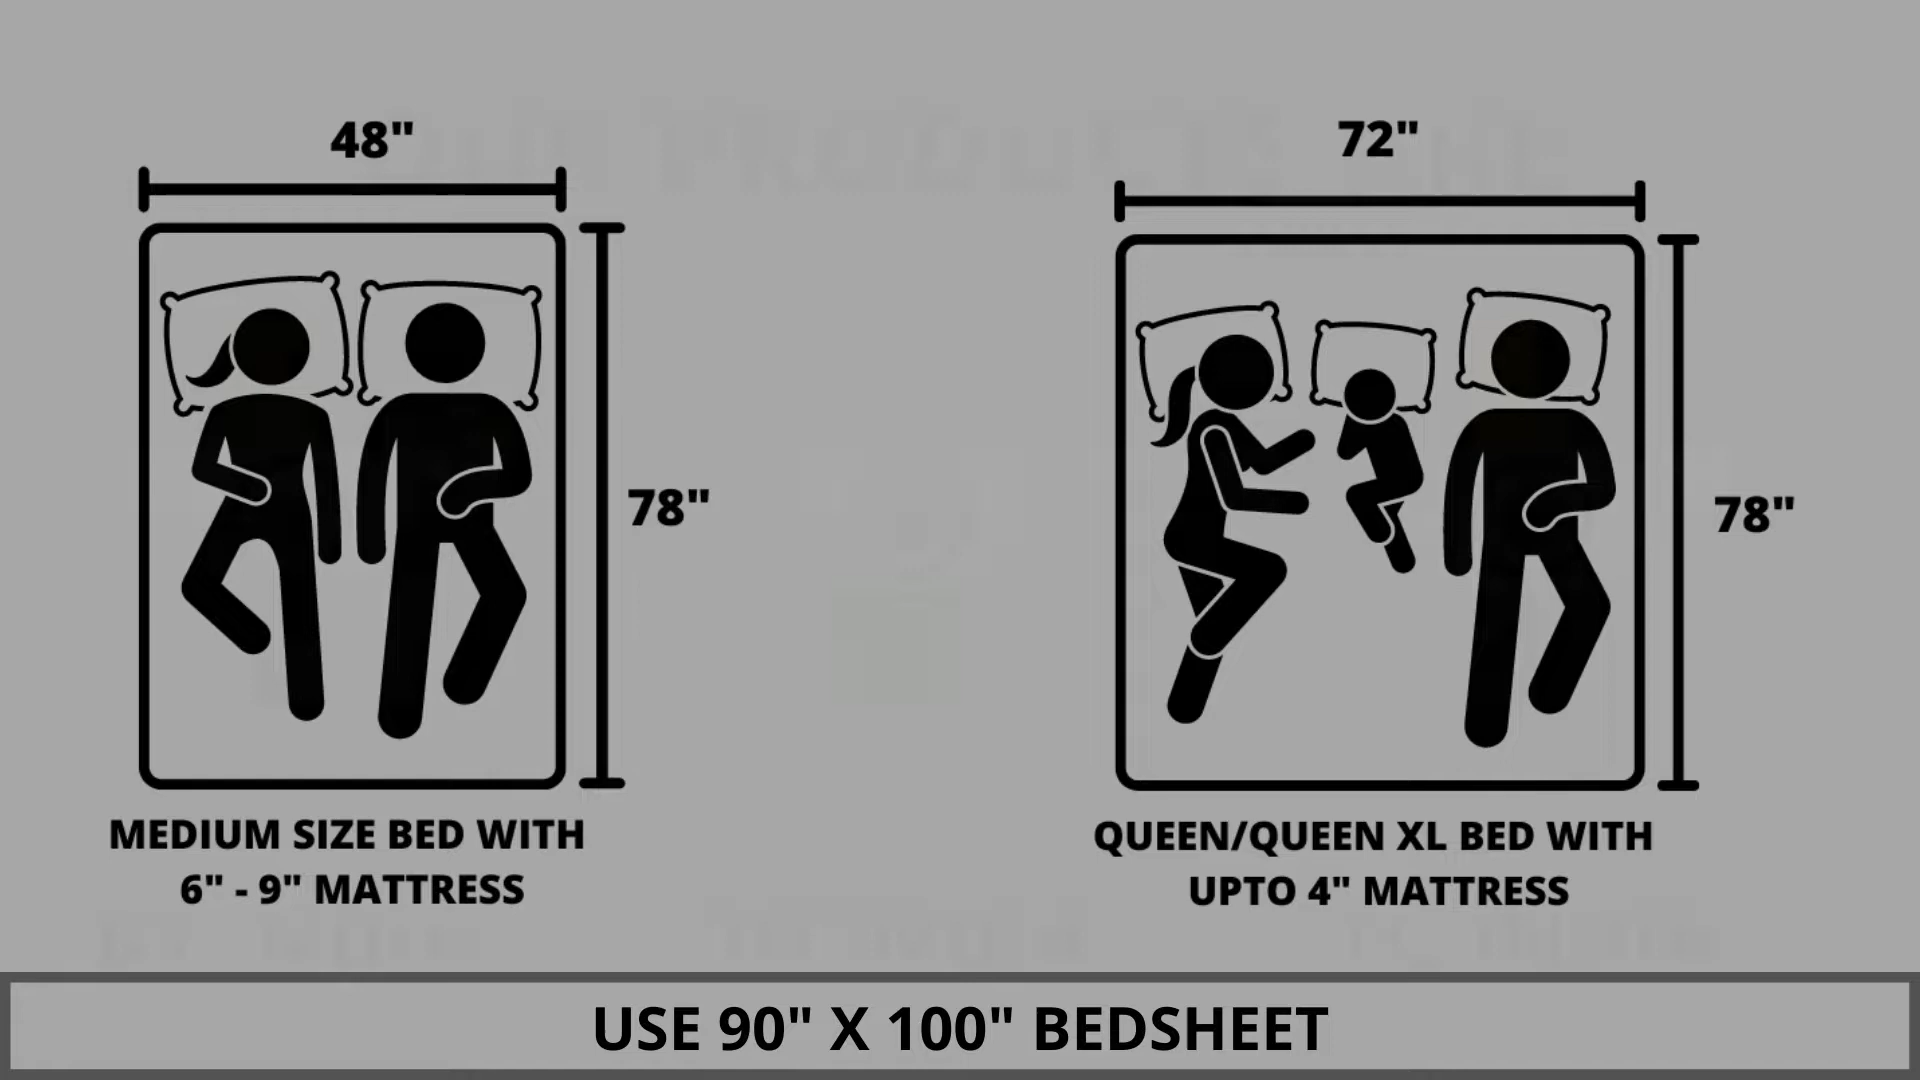 48"
72"
78"
78"
MEDIUM SIZE BED WITH
6" - 9" MATTRESS
QUEEN/QUEEN XL BED WITH
UPTO 4" MATTRESS
USE 90" X 100" BEDSHEET